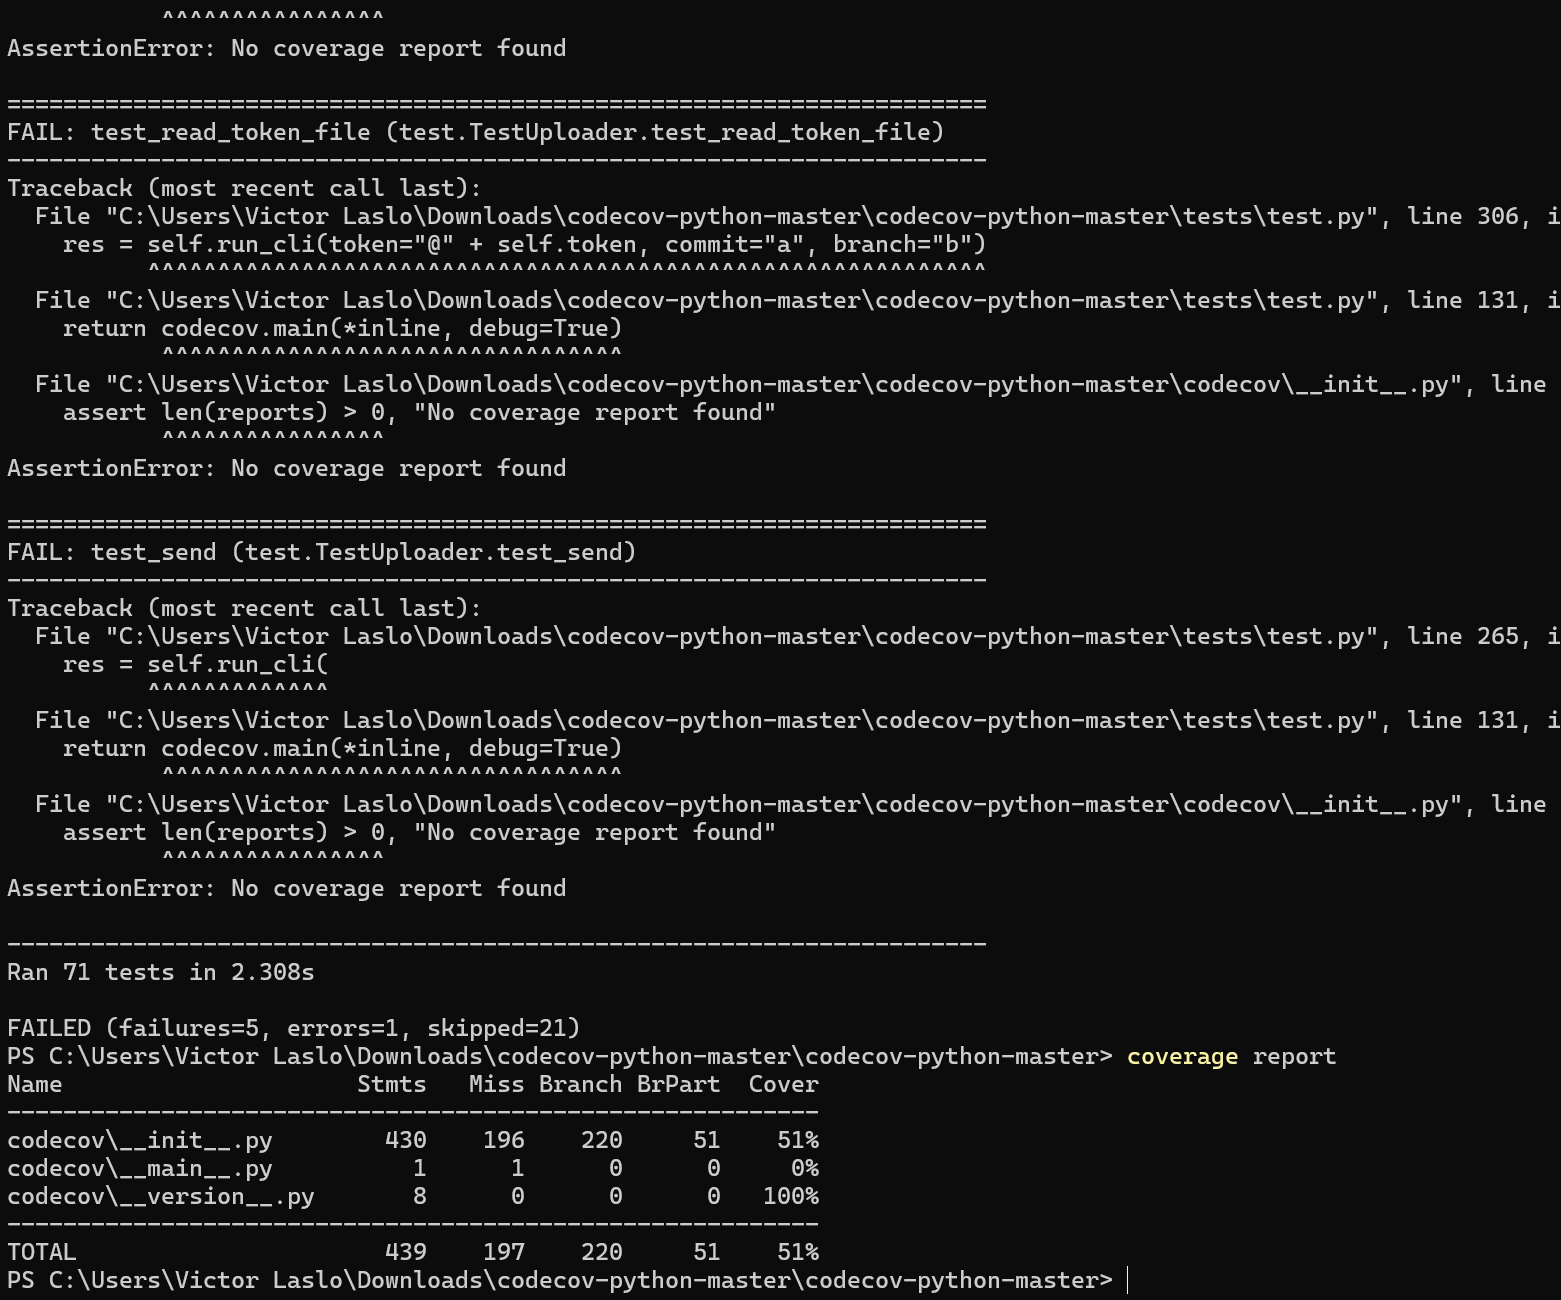 ^^^^^^^^^^^^^^^^
AssertionError: No coverage report found
======================================================================
FAIL: test_read_token_file (test.TestUploader.test_read_token_file)
----------------------------------------------------------------------
Traceback (most recent call last):
  File "C:\Users\Victor Laslo\Downloads\codecov-python-master\codecov-python-master\tests\test.py", line 306, i
    res = self.run_cli(token="@" + self.token, commit="a", branch="b")
          ^^^^^^^^^^^^^^^^^^^^^^^^^^^^^^^^^^^^^^^^^^^^^^^^^^^^^^^^^^^^
  File "C:\Users\Victor Laslo\Downloads\codecov-python-master\codecov-python-master\tests\test.py", line 131, i
    return codecov.main(*inline, debug=True)
           ^^^^^^^^^^^^^^^^^^^^^^^^^^^^^^^^^
  File "C:\Users\Victor Laslo\Downloads\codecov-python-master\codecov-python-master\codecov\__init__.py", line
    assert len(reports) > 0, "No coverage report found"
           ^^^^^^^^^^^^^^^^
AssertionError: No coverage report found
======================================================================
FAIL: test_send (test.TestUploader.test_send)
----------------------------------------------------------------------
Traceback (most recent call last):
  File "C:\Users\Victor Laslo\Downloads\codecov-python-master\codecov-python-master\tests\test.py", line 265, i
    res = self.run_cli(
          ^^^^^^^^^^^^^
  File "C:\Users\Victor Laslo\Downloads\codecov-python-master\codecov-python-master\tests\test.py", line 131, i
    return codecov.main(*inline, debug=True)
           ^^^^^^^^^^^^^^^^^^^^^^^^^^^^^^^^^
  File "C:\Users\Victor Laslo\Downloads\codecov-python-master\codecov-python-master\codecov\__init__.py", line
    assert len(reports) > 0, "No coverage report found"
           ^^^^^^^^^^^^^^^^
AssertionError: No coverage report found
----------------------------------------------------------------------
Ran 71 tests in 2.308s
FAILED (failures=5, errors=1, skipped=21)
PS C:\Users\Victor Laslo\Downloads\codecov-python-master\codecov-python-master> coverage report
Name                     Stmts   Miss Branch BrPart  Cover
----------------------------------------------------------
codecov\__init__.py        430    196    220     51    51%
codecov\__main__.py          1      1      0      0     0%
codecov\__version__.py       8      0      0      0   100%
----------------------------------------------------------
TOTAL                      439    197    220     51    51%
PS C:\Users\Victor Laslo\Downloads\codecov-python-master\codecov-python-master>